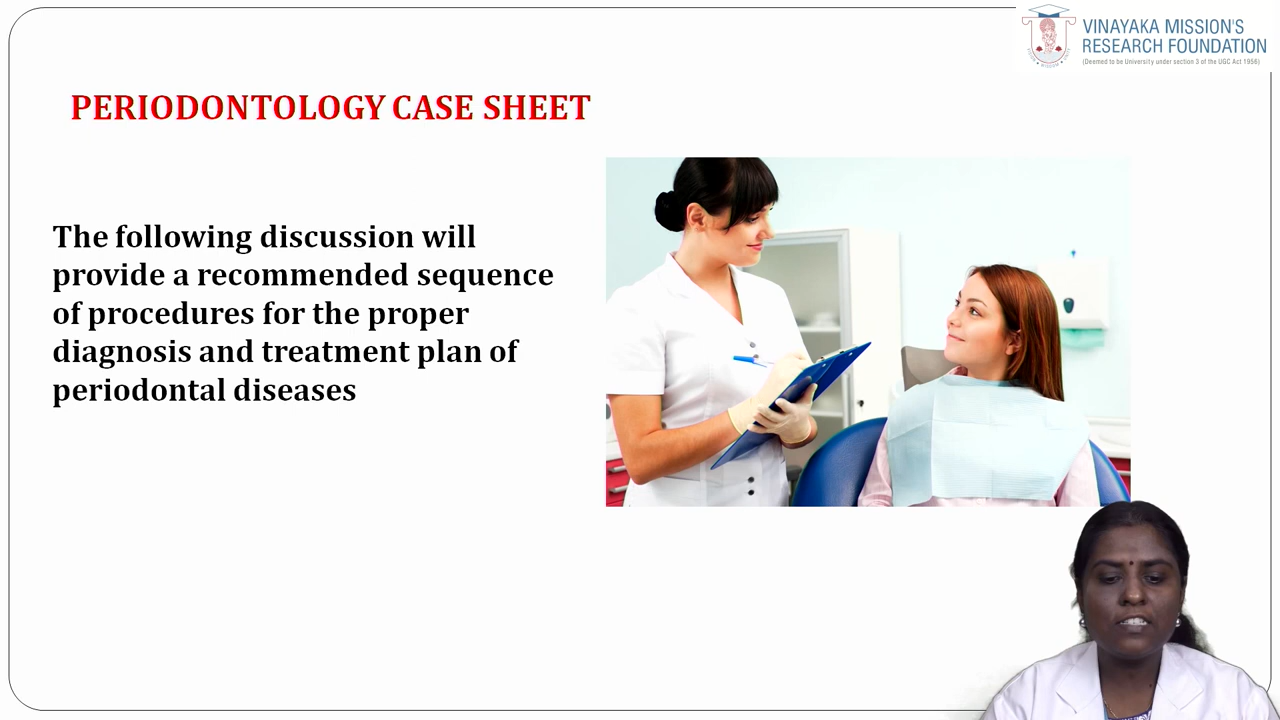 VINAYAKA MISSION'S
RESEARCH FOUNDATION
(Deemed to be University under section 3 of the UGC Act 1956)
PERIODONTOLOGY CASE SHEET
The following discussion will
provide a recommended sequence
of procedures for the proper
diagnosis and treatment plan of
periodontal diseases